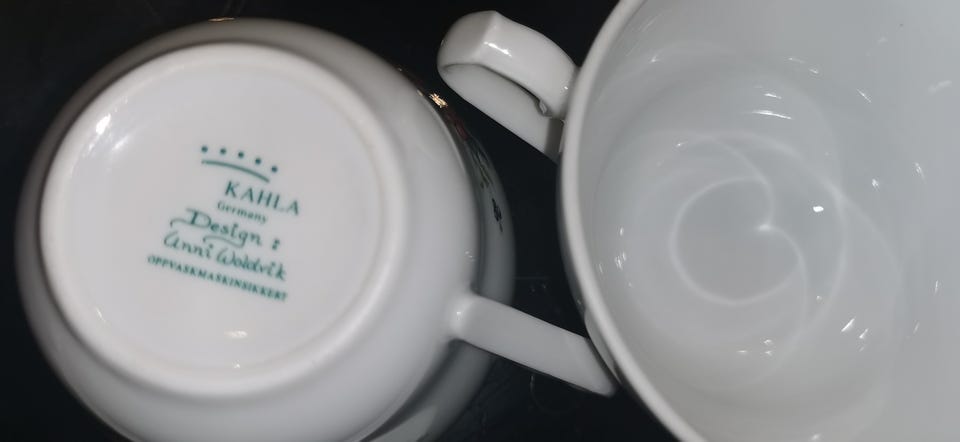 KAHLA
Germany
Design :
Anni Woldvik
OPPVASKMASKINSIKKERT